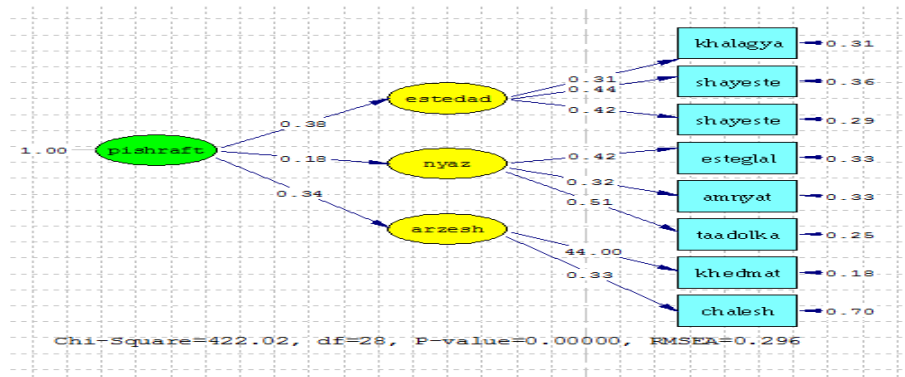 khalagya
0.31
0.31
shayeste
0.36
0.44
estedad
0.42
shayeste
0.29
0.38
1.00
pishraft
0.18
nyaz
0.42
esteglal
0.33
0.32
amnyat
0.33
0.51
0.34
arzesh
taadolka
0.25
44.00
khedmat
0.18
0.33
chalesh
0.70
Chi-Square=422.02, df=28, P-value=0.00000, RMSEA=0.296